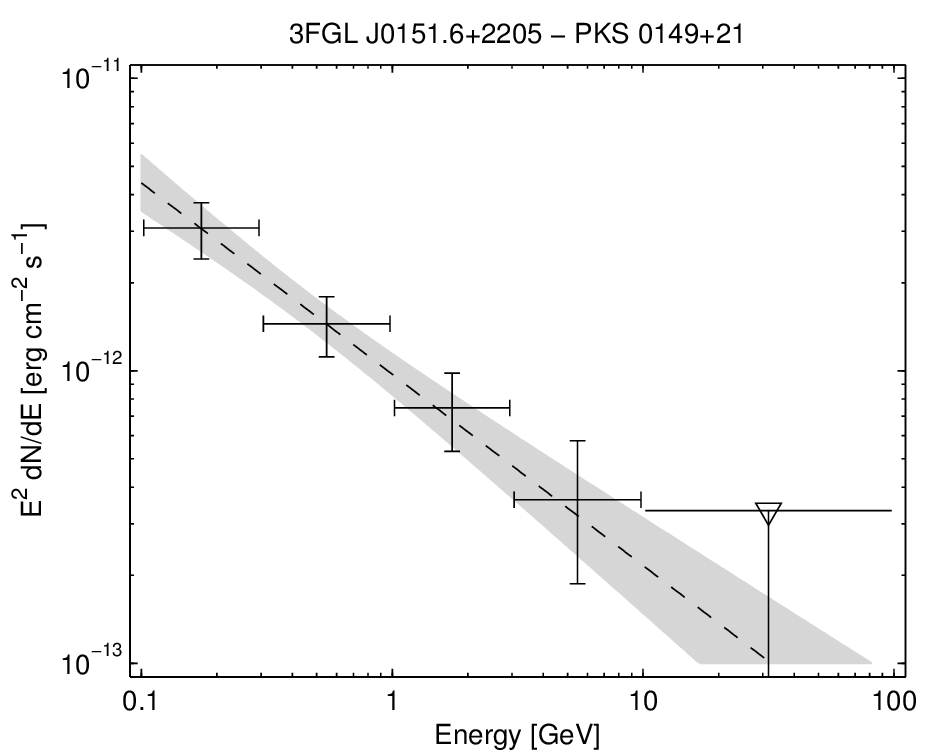 3FGL J0151.6+2205 − PKS 0149+21
10⁻¹¹
10⁻¹²
10⁻¹³
E² dN/dE [erg cm⁻² s⁻¹]
0.1
1
10
100
Energy [GeV]